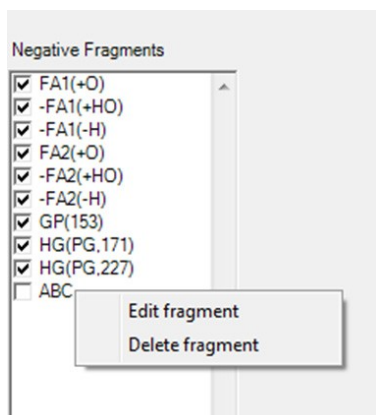 Negative Fragments
FA1(+O)
-FA1(+HO)
-FA1(-H)
FA2(+O)
-FA2(+HO)
-FA2(-H)
GP(153)
HG(PG,171)
HG(PG,227)
ABC
Edit fragment
Delete fragment